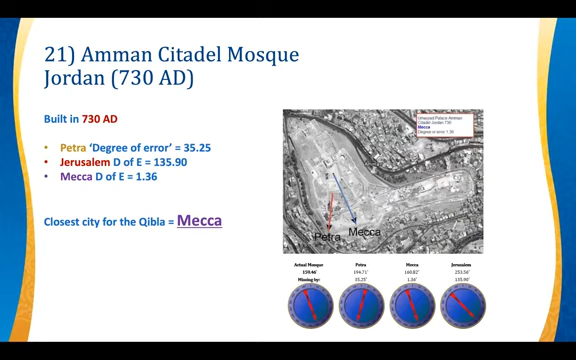 21) Amman Citadel Mosque
Jordan (730 AD)
Built in 730 AD
• Petra ‘Degree of error’ = 35.25
• Jerusalem D of E = 135.90
• Mecca D of E = 1.36
Closest city for the Qibla = Mecca
Umayyad Palace Amman
Citadel Jordan 730
Mecca
Degree of error 1.36
Petra
Mecca
Actual Mosque Petra Mecca Jerusalem
159.46° 194.71° 160.82° 253.56°
Missing by: 35.25° 1.36° 135.90°